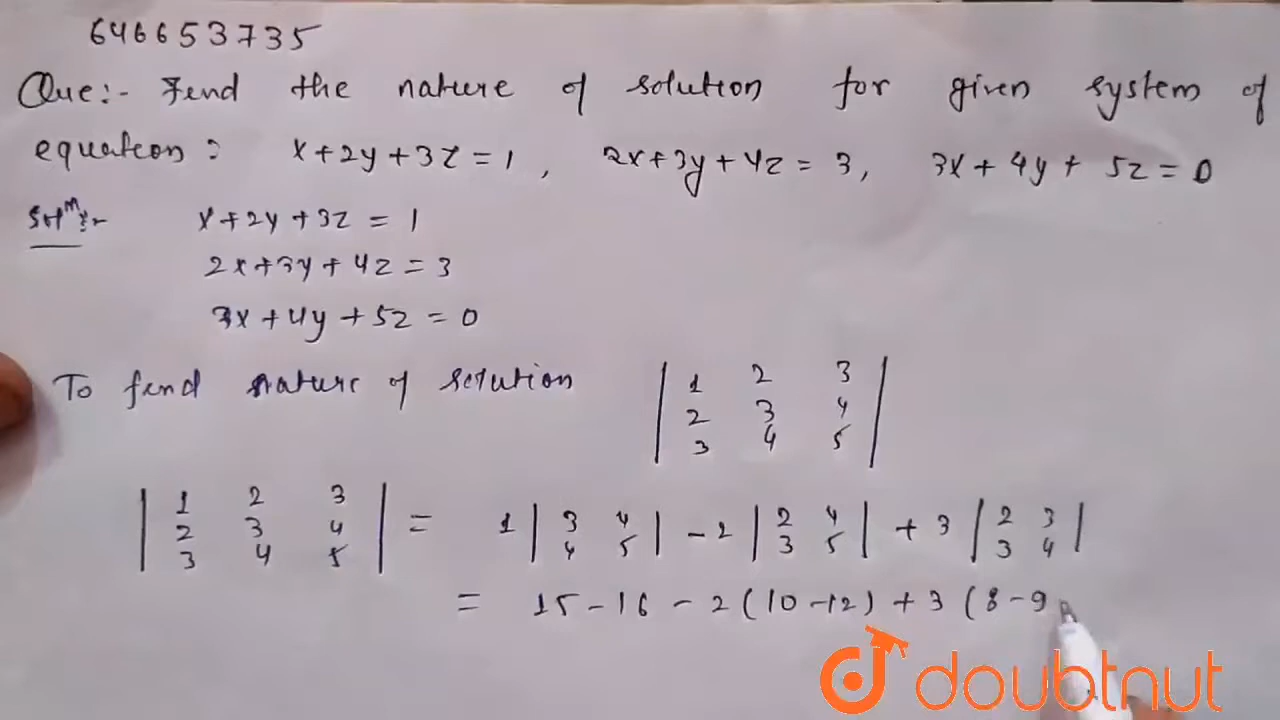 646653735
Que:- Find the nature of solution for given system of
equation: x+2y+3z=1, 2x+3y+4z=3, 3x+4y+5z=0
Solⁿ:- x+2y+3z=1
2x+3y+4z=3
3x+4y+5z=0
To find nature of solution | 1 2 3 |
| 2 3 4 |
| 3 4 5 |
| 1 2 3 |
| 2 3 4 | = 1 | 3 4 | -2 | 2 4 | +3 | 2 3 |
| 3 4 5 | | 4 5 | | 3 5 | | 3 4 |
= 15-16-2(10-12)+3(8-9
doubtnut